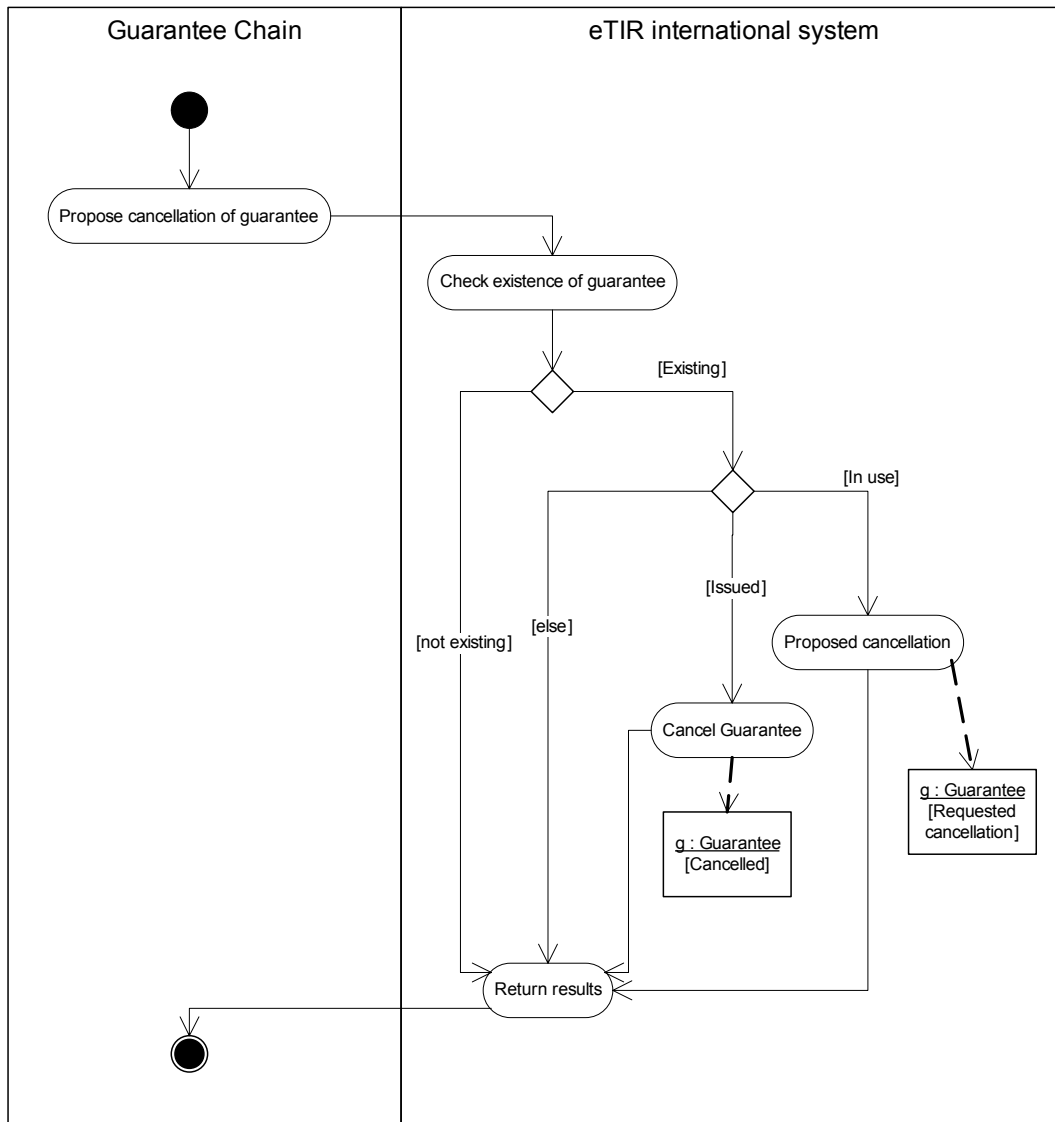 Guarantee Chain
eTIR international system
Propose cancellation of guarantee
Check existence of guarantee
[Existing]
[In use]
[Issued]
[else]
[not existing]
Proposed cancellation
Cancel Guarantee
g : Guarantee
[Requested
cancellation]
g : Guarantee
[Cancelled]
Return results